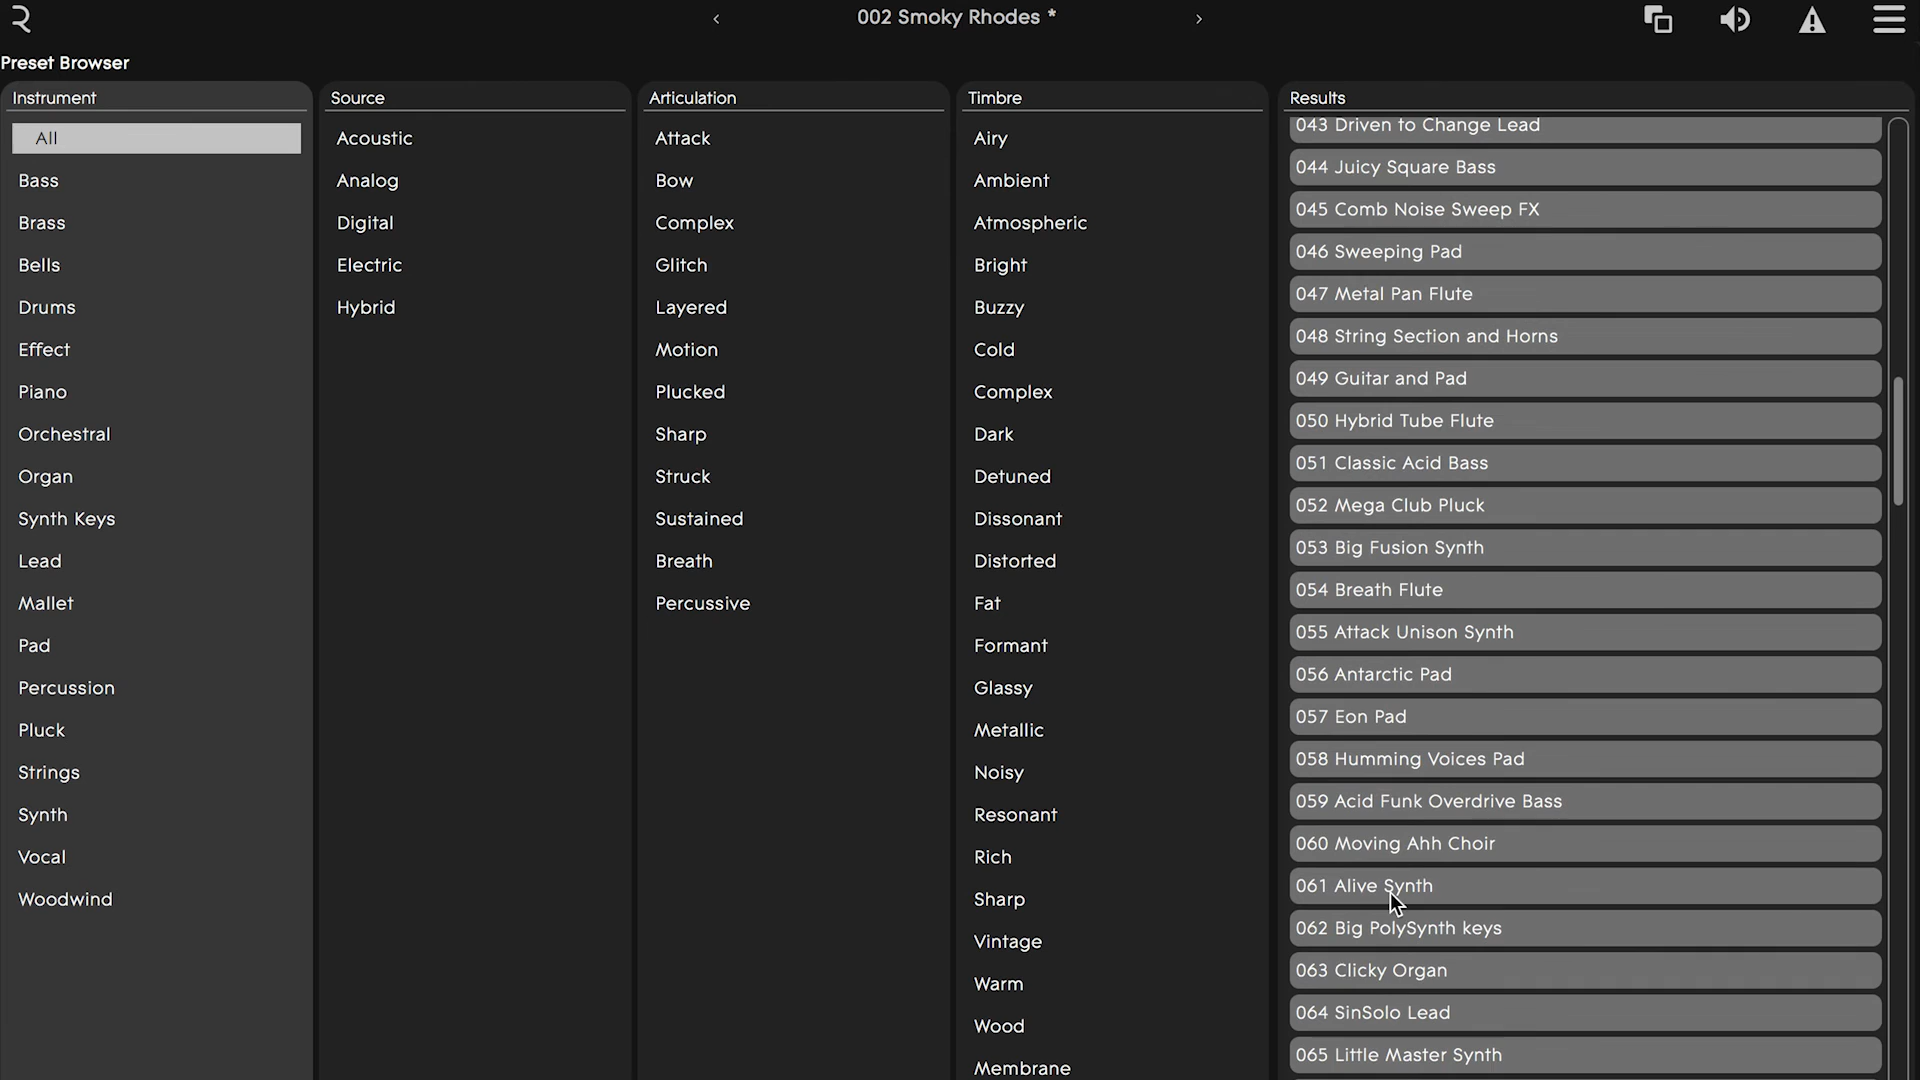 002 Smoky Rhodes *
Preset Browser
Instrument
All
Bass
Brass
Bells
Drums
Effect
Piano
Orchestral
Organ
Synth Keys
Lead
Mallet
Pad
Percussion
Pluck
Strings
Synth
Vocal
Woodwind
Source
Acoustic
Analog
Digital
Electric
Hybrid
Articulation
Attack
Bow
Complex
Glitch
Layered
Motion
Plucked
Sharp
Struck
Sustained
Breath
Percussive
Timbre
Airy
Ambient
Atmospheric
Bright
Buzzy
Cold
Complex
Dark
Detuned
Dissonant
Distorted
Fat
Formant
Glassy
Metallic
Noisy
Resonant
Rich
Sharp
Vintage
Warm
Wood
Membrane
Results
043 Driven to Change Lead
044 Juicy Square Bass
045 Comb Noise Sweep FX
046 Sweeping Pad
047 Metal Pan Flute
048 String Section and Horns
049 Guitar and Pad
050 Hybrid Tube Flute
051 Classic Acid Bass
052 Mega Club Pluck
053 Big Fusion Synth
054 Breath Flute
055 Attack Unison Synth
056 Antarctic Pad
057 Eon Pad
058 Humming Voices Pad
059 Acid Funk Overdrive Bass
060 Moving Ahh Choir
061 Alive Synth
062 Big PolySynth keys
063 Clicky Organ
064 SinSolo Lead
065 Little Master Synth